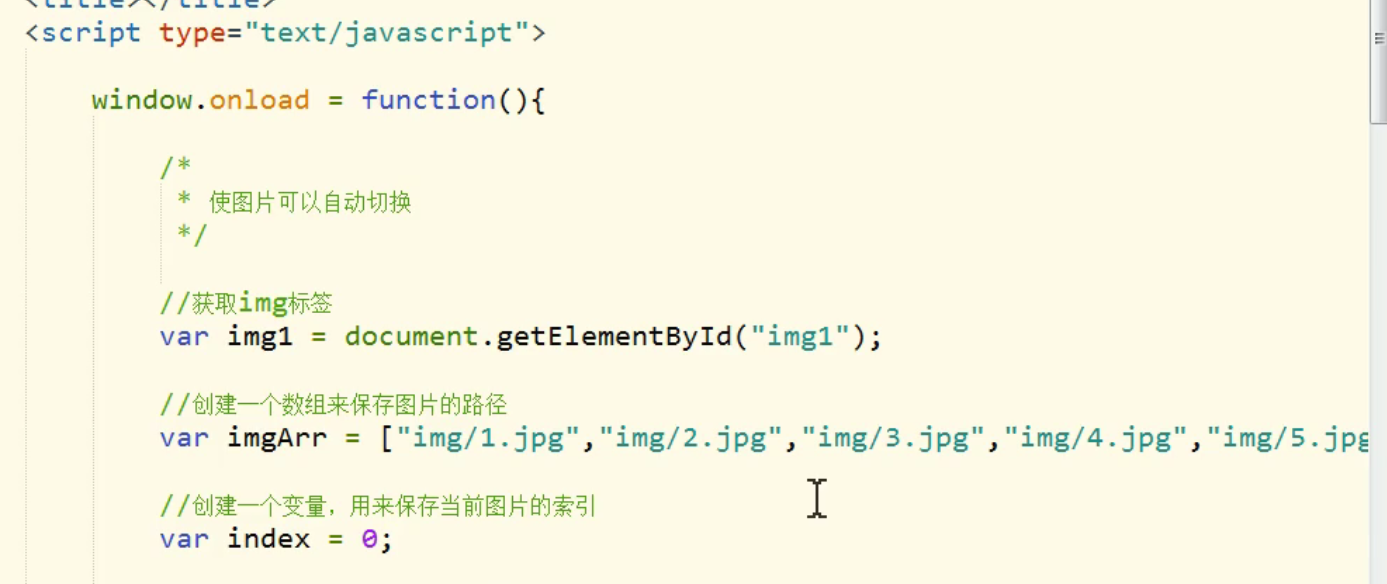 <title></title>
<script type="text/javascript">
window.onload = function(){
/*
* 使图片可以自动切换
*/
//获取img标签
var img1 = document.getElementById("img1");
//创建一个数组来保存图片的路径
var imgArr = ["img/1.jpg","img/2.jpg","img/3.jpg","img/4.jpg","img/5.jpg
//创建一个变量，用来保存当前图片的索引
var index = 0;